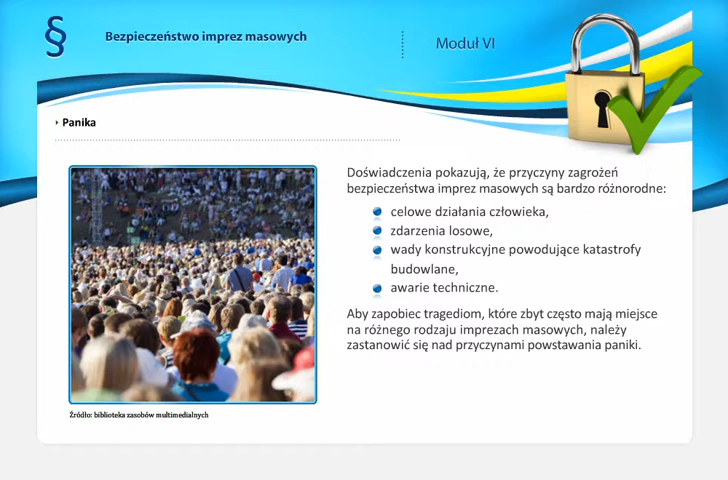 §
Bezpieczeństwo imprez masowych
Moduł VI
Panika
Doświadczenia pokazują, że przyczyny zagrożeń
bezpieczeństwa imprez masowych są bardzo różnorodne:
celowe działania człowieka,
zdarzenia losowe,
wady konstrukcyjne powodujące katastrofy
budowlane,
awarie techniczne.
Aby zapobiec tragediom, które zbyt często mają miejsce
na różnego rodzaju imprezach masowych, należy
zastanowić się nad przyczynami powstawania paniki.
Źródło: biblioteka zasobów multimedialnych